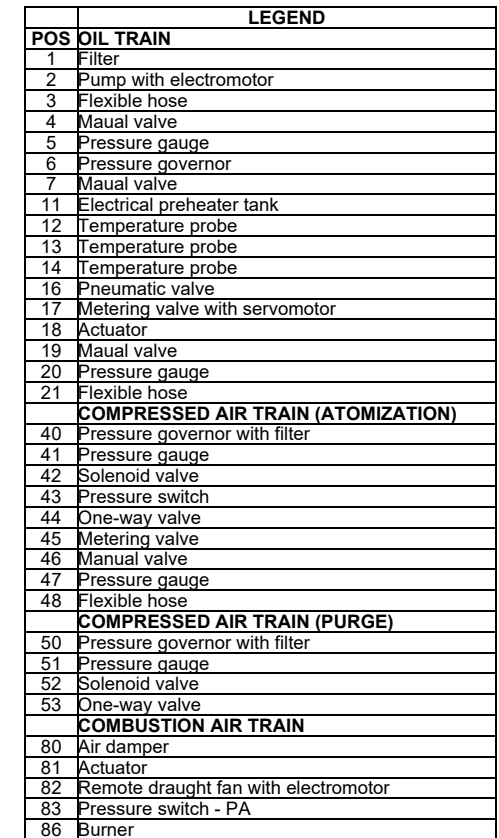 LEGEND
POS OIL TRAIN
1 Filter
2 Pump with electromotor
3 Flexible hose
4 Maual valve
5 Pressure gauge
6 Pressure governor
7 Maual valve
11 Electrical preheater tank
12 Temperature probe
13 Temperature probe
14 Temperature probe
16 Pneumatic valve
17 Metering valve with servomotor
18 Actuator
19 Maual valve
20 Pressure gauge
21 Flexible hose
COMPRESSED AIR TRAIN (ATOMIZATION)
40 Pressure governor with filter
41 Pressure gauge
42 Solenoid valve
43 Pressure switch
44 One-way valve
45 Metering valve
46 Manual valve
47 Pressure gauge
48 Flexible hose
COMPRESSED AIR TRAIN (PURGE)
50 Pressure governor with filter
51 Pressure gauge
52 Solenoid valve
53 One-way valve
COMBUSTION AIR TRAIN
80 Air damper
81 Actuator
82 Remote draught fan with electromotor
83 Pressure switch - PA
86 Burner